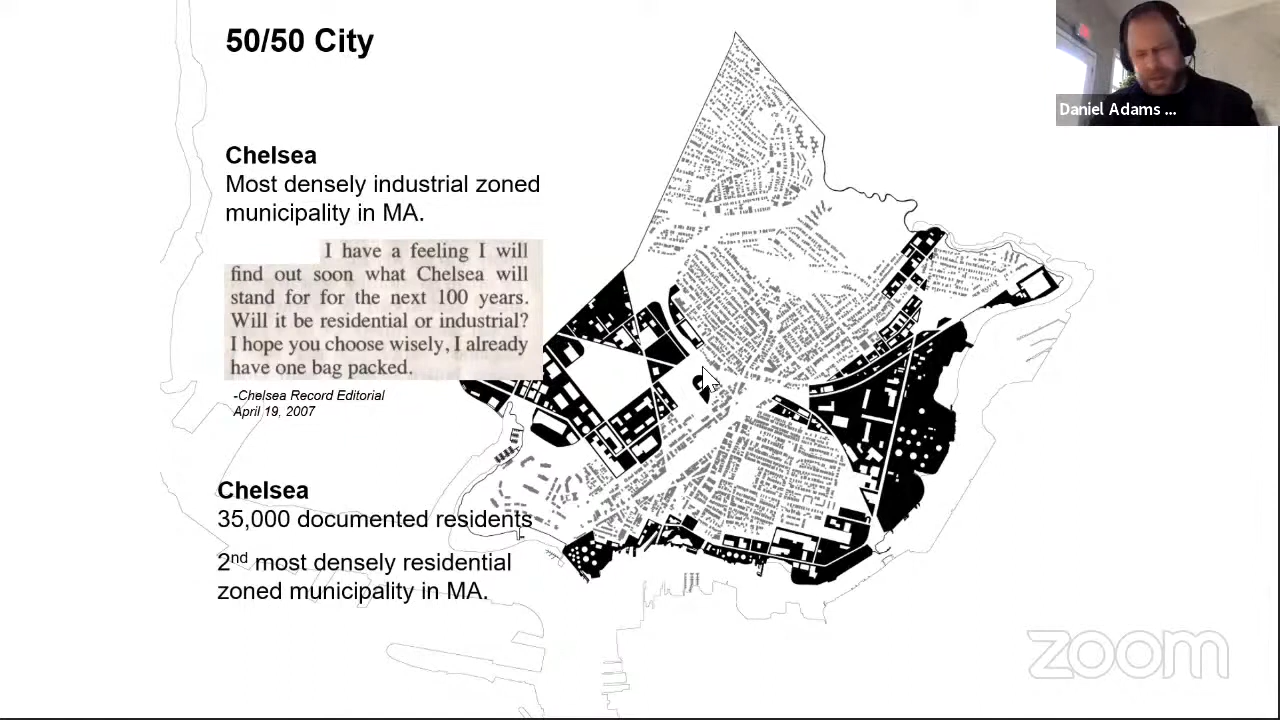 50/50 City
Daniel Adams ...
Chelsea
Most densely industrial zoned
municipality in MA.
I have a feeling I will
find out soon what Chelsea will
stand for for the next 100 years.
Will it be residential or industrial?
I hope you choose wisely, I already
have one bag packed.
-Chelsea Record Editorial
April 19, 2007
Chelsea
35,000 documented residents
2nd most densely residential
zoned municipality in MA.
zoom